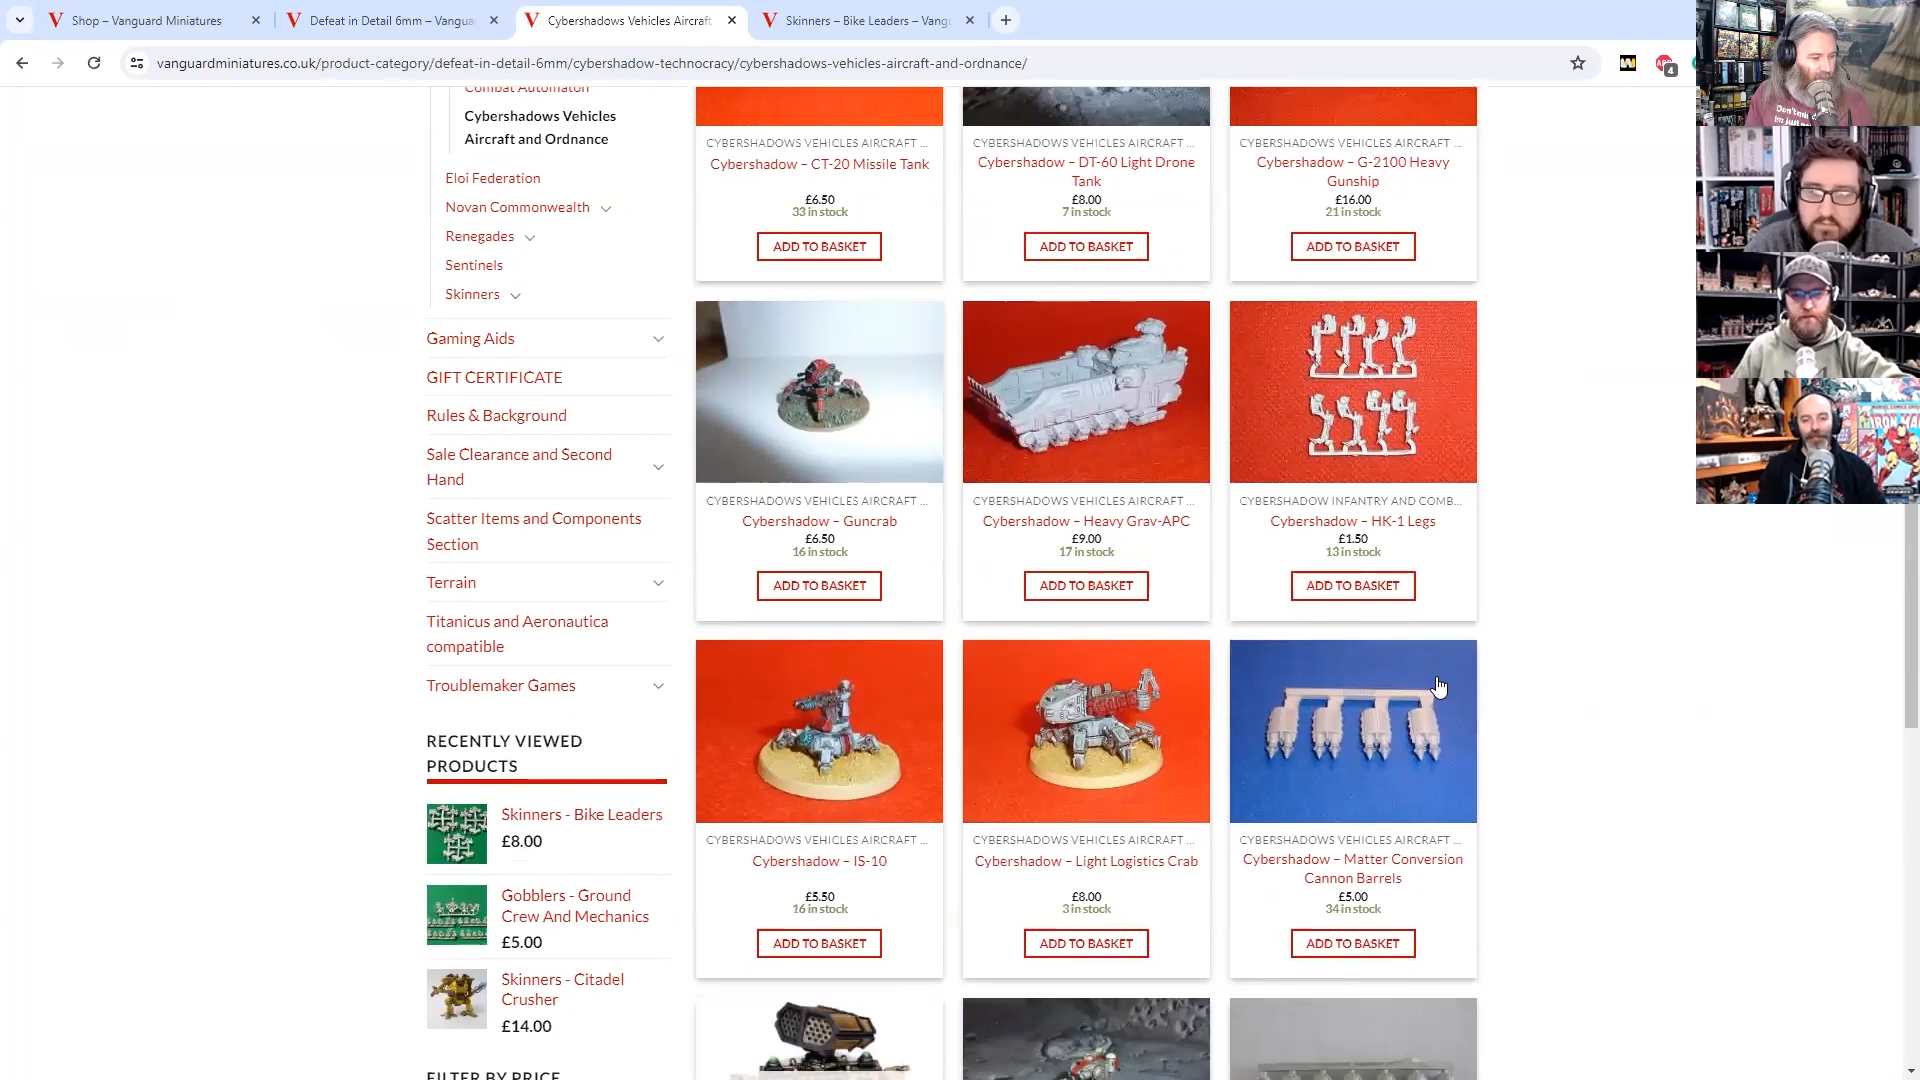 Shop – Vanguard Miniatures
Defeat in Detail 6mm – Vangua
Cybershadows Vehicles Aircraft
Skinners – Bike Leaders – Vang
vanguardminiatures.co.uk/product-category/defeat-in-detail-6mm/cybershadow-technocracy/cybershadows-vehicles-aircraft-and-ordnance/
4
Combat Automaton
Cybershadows Vehicles
Aircraft and Ordnance
Eloi Federation
Novan Commonwealth
Renegades
Sentinels
Skinners
Gaming Aids
GIFT CERTIFICATE
Rules & Background
Sale Clearance and Second
Hand
Scatter Items and Components
Section
Terrain
Titanicus and Aeronautica
compatible
Troublemaker Games
RECENTLY VIEWED
PRODUCTS
Skinners - Bike Leaders
£8.00
Gobblers - Ground
Crew And Mechanics
£5.00
Skinners - Citadel
Crusher
£14.00
FILTER BY PRICE
CYBERSHADOWS VEHICLES AIRCRAFT ...
Cybershadow – CT-20 Missile Tank
£6.50
33 in stock
ADD TO BASKET
CYBERSHADOWS VEHICLES AIRCRAFT ...
Cybershadow – DT-60 Light Drone
Tank
£8.00
7 in stock
ADD TO BASKET
CYBERSHADOWS VEHICLES AIRCRAFT ...
Cybershadow – G-2100 Heavy
Gunship
£16.00
21 in stock
ADD TO BASKET
CYBERSHADOWS VEHICLES AIRCRAFT ...
Cybershadow – Guncrab
£6.50
16 in stock
ADD TO BASKET
CYBERSHADOWS VEHICLES AIRCRAFT ...
Cybershadow – Heavy Grav-APC
£9.00
17 in stock
ADD TO BASKET
CYBERSHADOW INFANTRY AND COMB...
Cybershadow – HK-1 Legs
£1.50
13 in stock
ADD TO BASKET
CYBERSHADOWS VEHICLES AIRCRAFT ...
Cybershadow – IS-10
£5.50
16 in stock
ADD TO BASKET
CYBERSHADOWS VEHICLES AIRCRAFT ...
Cybershadow – Light Logistics Crab
£8.00
3 in stock
ADD TO BASKET
CYBERSHADOWS VEHICLES AIRCRAFT ...
Cybershadow – Matter Conversion
Cannon Barrels
£5.00
34 in stock
ADD TO BASKET